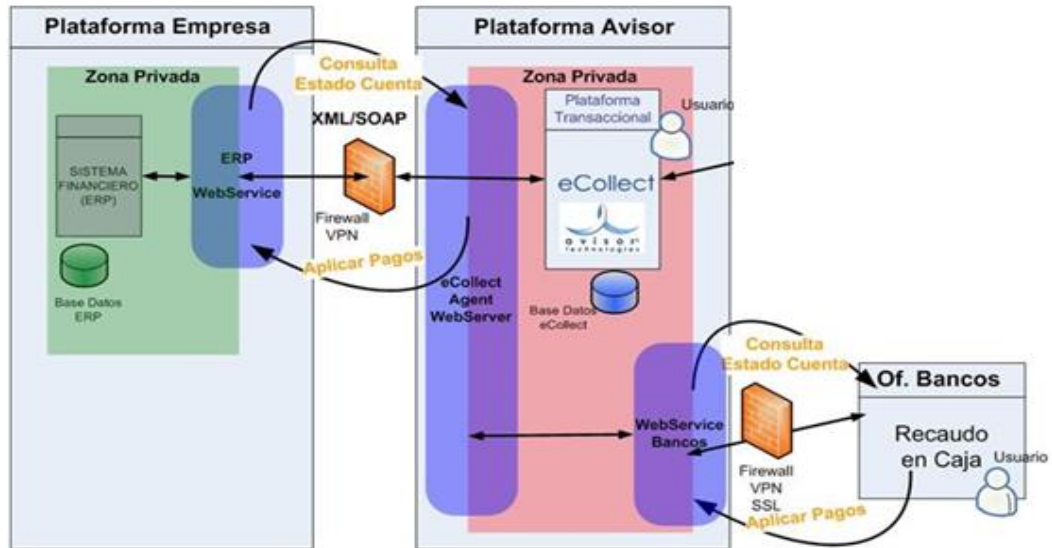 Plataforma Empresa
Zona Privada
SISTEMA
FINANCIERO
(ERP)
Base Datos
ERP
ERP
WebService
Consulta
Estado Cuenta
XML/SOAP
Firewall
VPN
Aplicar Pagos
Plataforma Avisor
Zona Privada
Plataforma
Transaccional
Usuario
eCollect
avisor
technologies
Base Datos
eCollect
eCollect
Agent
WebServer
WebService
Bancos
Consulta
Estado Cuenta
Firewall
VPN
SSL
Aplicar Pagos
Of. Bancos
Recaudo
en Caja
Usuario